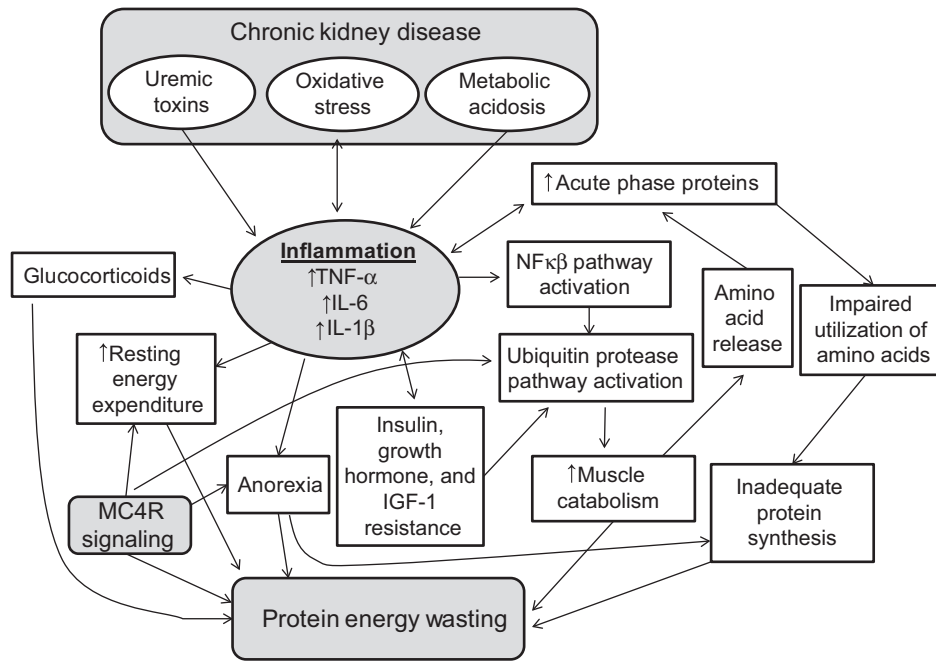 Chronic kidney disease
Uremic
toxins
Oxidative
stress
Metabolic
acidosis
↑Acute phase proteins
Inflammation
↑TNF-α
↑IL-6
↑IL-1β
Glucocorticoids
NFκβ pathway
activation
Amino
acid
release
Impaired
utilization of
amino acids
↑Resting
energy
expenditure
Ubiquitin protease
pathway activation
Insulin,
growth
hormone, and
IGF-1
resistance
Anorexia
↑Muscle
catabolism
Inadequate
protein
synthesis
MC4R
signaling
Protein energy wasting